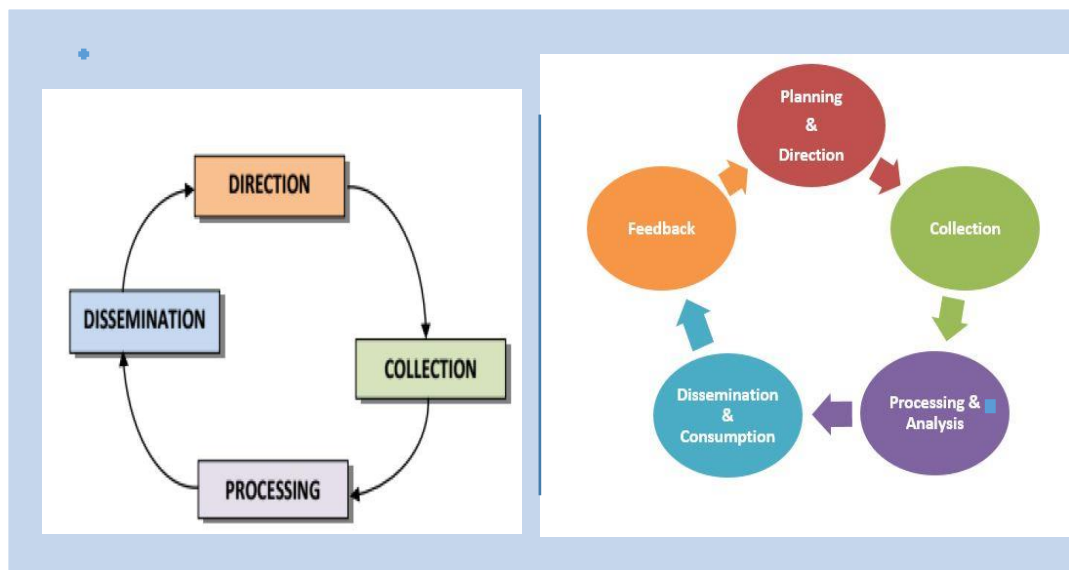 DIRECTION
COLLECTION
PROCESSING
DISSEMINATION
Planning
&
Direction
Collection
Processing &
Analysis
Dissemination
&
Consumption
Feedback